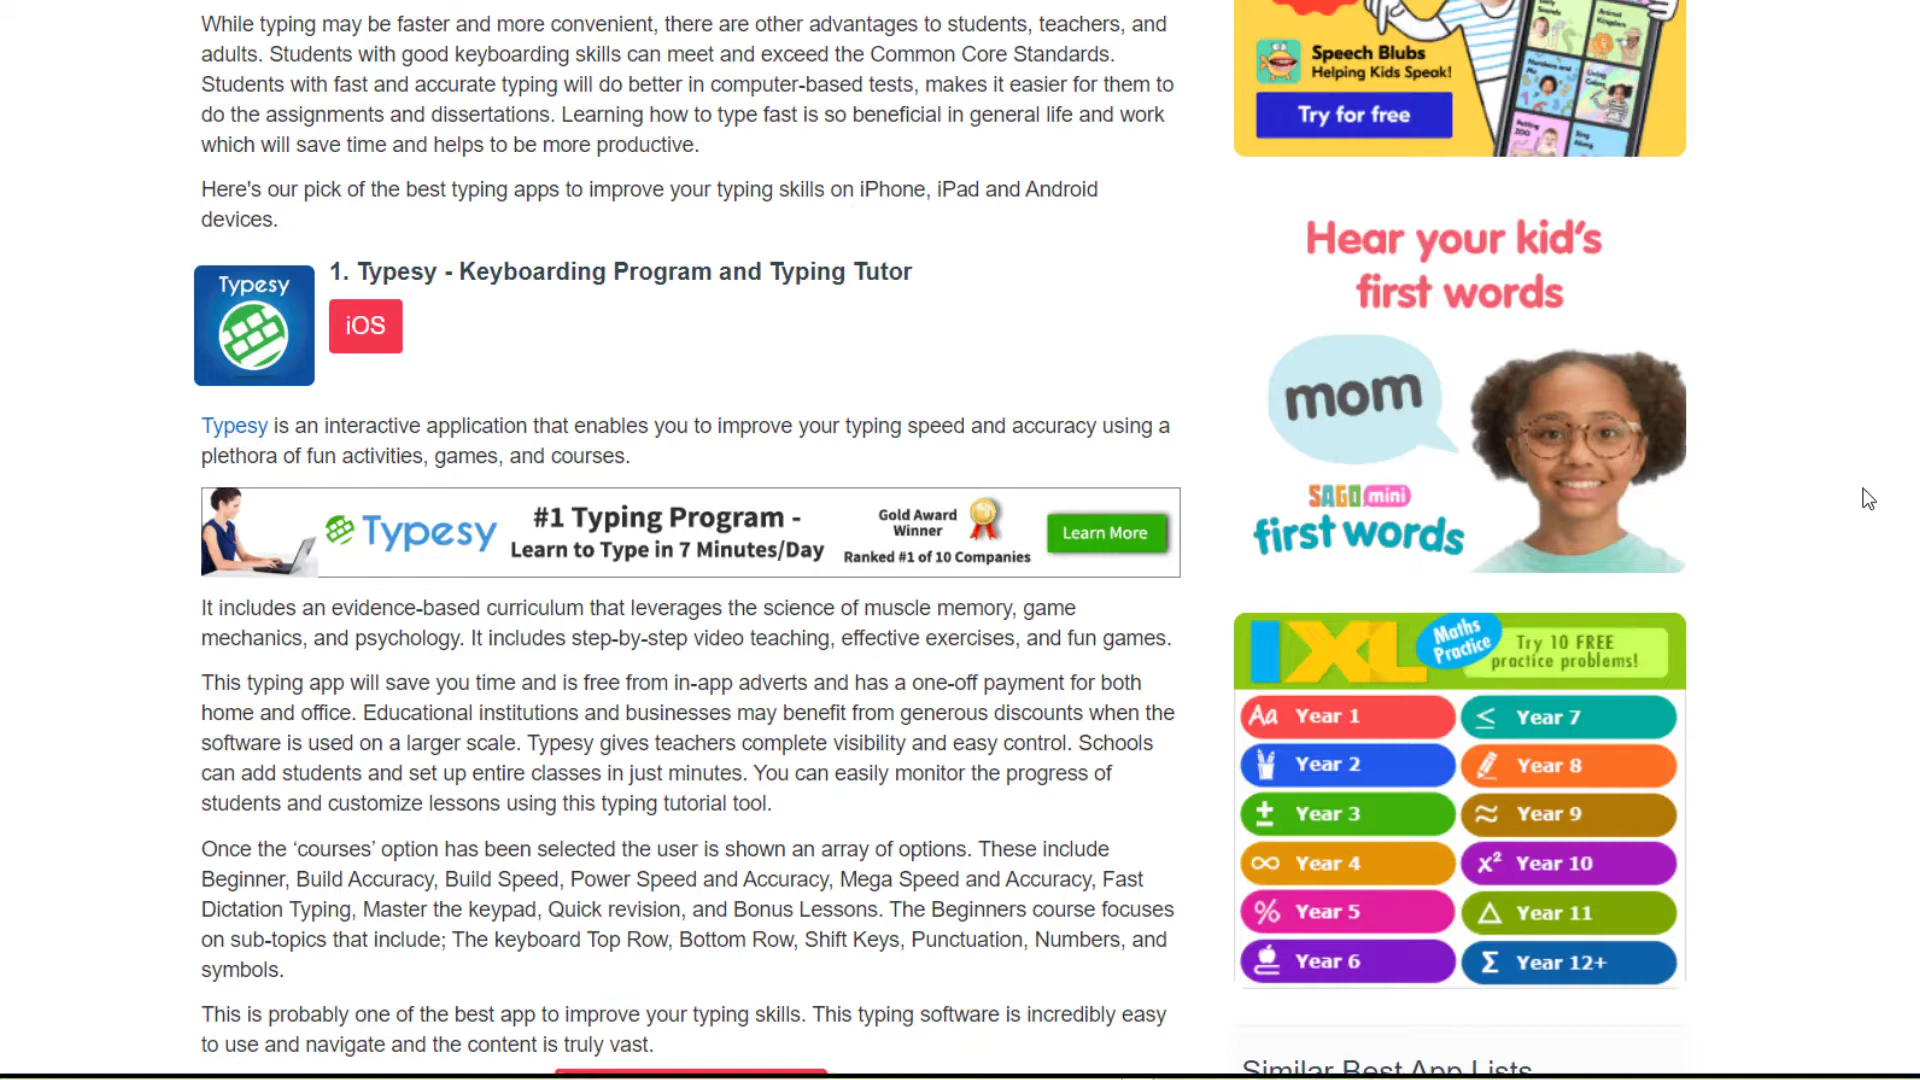 While typing may be faster and more convenient, there are other advantages to students, teachers, and
adults. Students with good keyboarding skills can meet and exceed the Common Core Standards.
Students with fast and accurate typing will do better in computer-based tests, makes it easier for them to
do the assignments and dissertations. Learning how to type fast is so beneficial in general life and work
which will save time and helps to be more productive.
Here's our pick of the best typing apps to improve your typing skills on iPhone, iPad and Android
devices.
Typesy
1. Typesy - Keyboarding Program and Typing Tutor
iOS
Typesy is an interactive application that enables you to improve your typing speed and accuracy using a
plethora of fun activities, games, and courses.
Typesy
#1 Typing Program -
Learn to Type in 7 Minutes/Day
Gold Award
Winner
Ranked #1 of 10 Companies
Learn More
It includes an evidence-based curriculum that leverages the science of muscle memory, game
mechanics, and psychology. It includes step-by-step video teaching, effective exercises, and fun games.
This typing app will save you time and is free from in-app adverts and has a one-off payment for both
home and office. Educational institutions and businesses may benefit from generous discounts when the
software is used on a larger scale. Typesy gives teachers complete visibility and easy control. Schools
can add students and set up entire classes in just minutes. You can easily monitor the progress of
students and customize lessons using this typing tutorial tool.
Once the ‘courses’ option has been selected the user is shown an array of options. These include
Beginner, Build Accuracy, Build Speed, Power Speed and Accuracy, Mega Speed and Accuracy, Fast
Dictation Typing, Master the keypad, Quick revision, and Bonus Lessons. The Beginners course focuses
on sub-topics that include; The keyboard Top Row, Bottom Row, Shift Keys, Punctuation, Numbers, and
symbols.
This is probably one of the best app to improve your typing skills. This typing software is incredibly easy
to use and navigate and the content is truly vast.
Speech Blubs
Helping Kids Speak!
Try for free
Sounds
Animal
Kingdom
Numbers and
Me
Sing
Along
Hear your kid's
first words
mom
SAGO mini
first words
IXL
Maths
Practice
Try 10 FREE
practice problems!
Aa Year 1
≤ Year 7
Year 2
Year 8
± Year 3
≈ Year 9
∞ Year 4
x² Year 10
% Year 5
Year 11
Year 6
Σ Year 12+
Similar Best App Lists